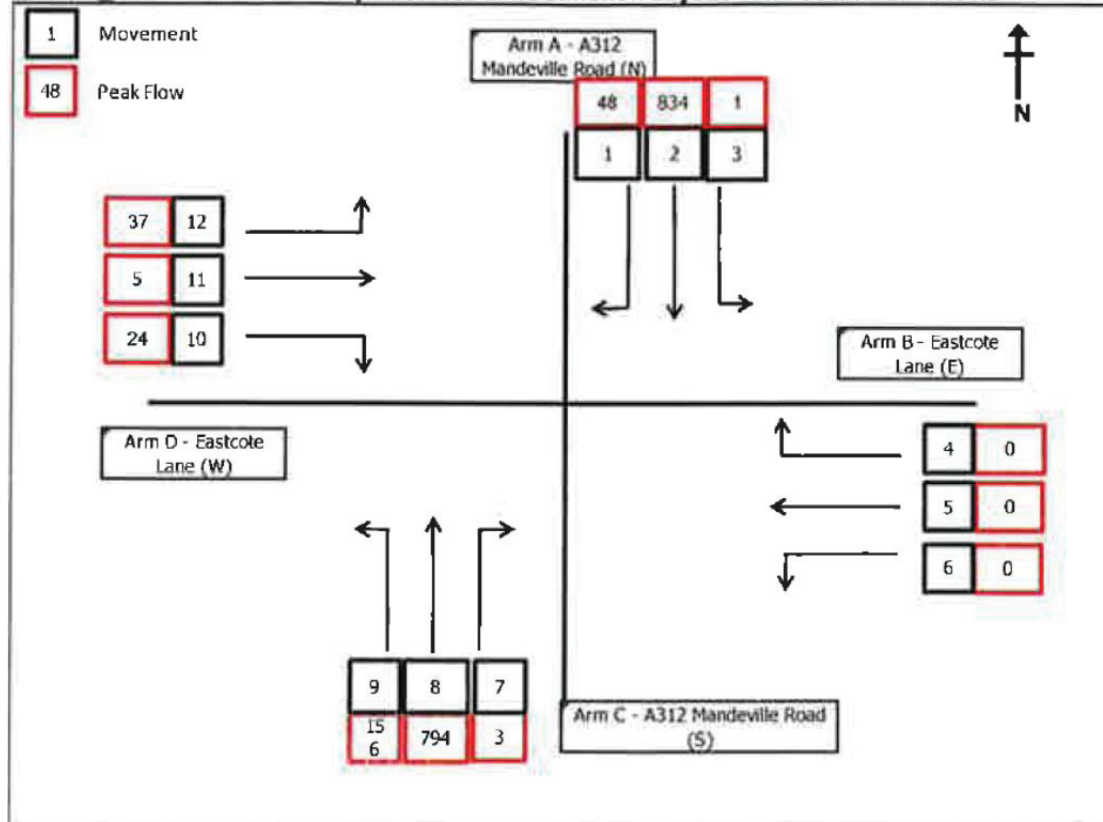 1 Movement
48 Peak Flow
Arm A - A312
Mandeville Road (N)
N
48 834 1
1 2 3
37 12
5 11
24 10
Arm B - Eastcote
Lane (E)
Arm D - Eastcote
Lane (W)
4 0
5 0
6 0
9 8 7
15
6 794 3
Arm C - A312 Mandeville Road
(S)